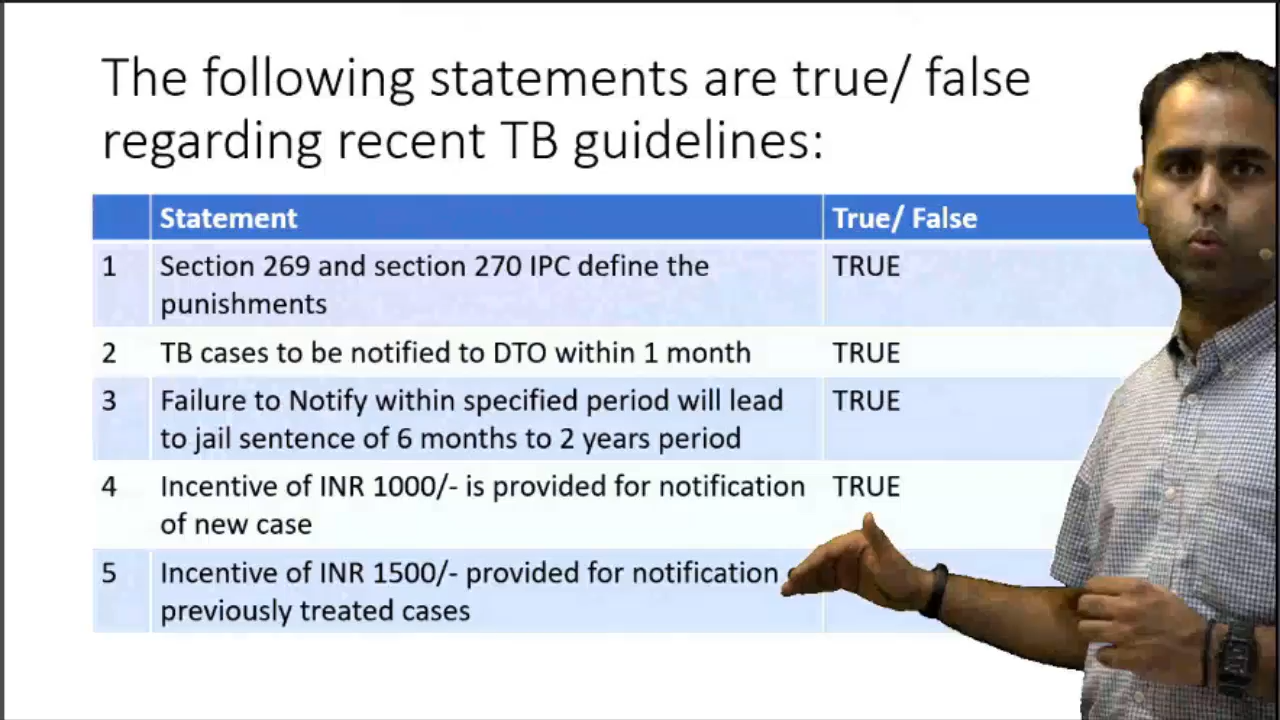 The following statements are true/ false
regarding recent TB guidelines:
Statement True/ False
1 Section 269 and section 270 IPC define the TRUE
punishments
2 TB cases to be notified to DTO within 1 month TRUE
3 Failure to Notify within specified period will lead TRUE
to jail sentence of 6 months to 2 years period
4 Incentive of INR 1000/- is provided for notification TRUE
of new case
5 Incentive of INR 1500/- provided for notification
previously treated cases